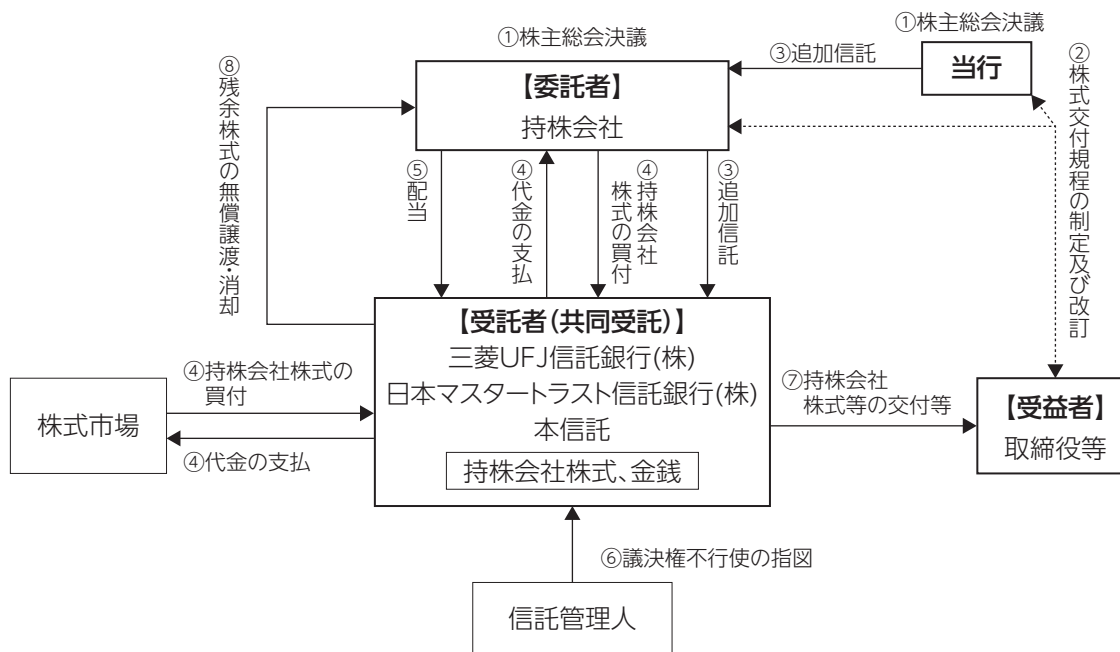 ①株主総会決議
①株主総会決議
③追加信託
当行
【委託者】
持株会社
②株式交付規程の制定及び改訂
⑧残余株式の無償譲渡・消却
⑤配当
④代金の支払
④持株会社
株式の買付
③追加信託
【受託者（共同受託）】
三菱UFJ信託銀行(株)
日本マスタートラスト信託銀行(株)
本信託
持株会社株式、金銭
④持株会社株式の
買付
株式市場
④代金の支払
⑦持株会社
株式等の交付等
【受益者】
取締役等
⑥議決権不行使の指図
信託管理人